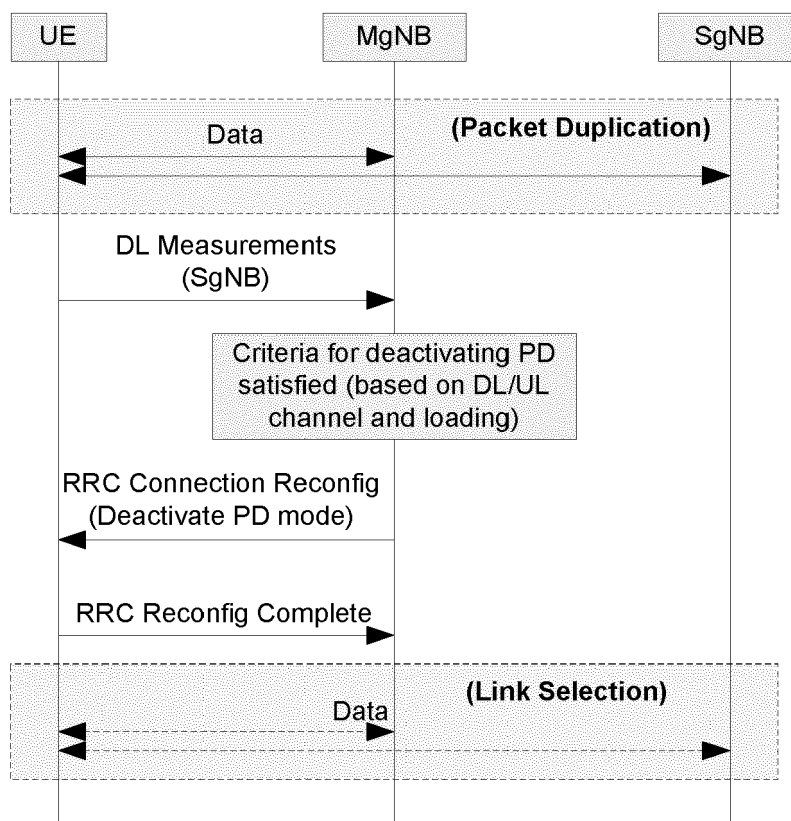 UE
MgNB
SgNB
(Packet Duplication)
Data
DL Measurements
(SgNB)
Criteria for deactivating PD
satisfied (based on DL/UL
channel and loading)
RRC Connection Reconfig
(Deactivate PD mode)
RRC Reconfig Complete
(Link Selection)
Data